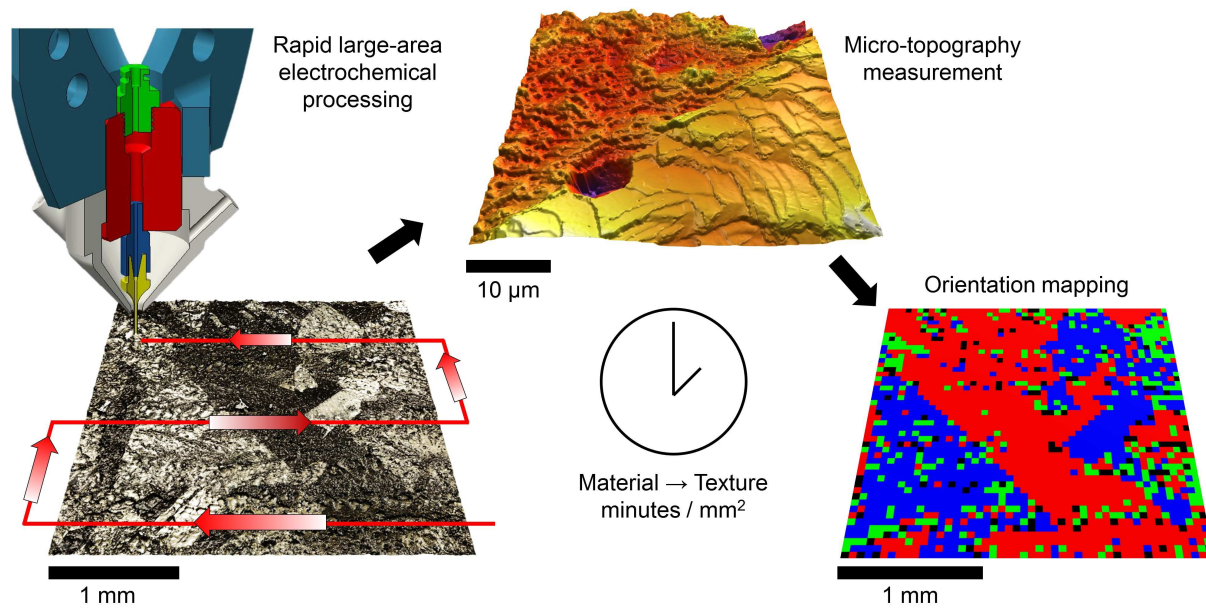 Rapid large-area
electrochemical
processing
Micro-topography
measurement
10 µm
Orientation mapping
Material → Texture
minutes / mm²
1 mm
1 mm